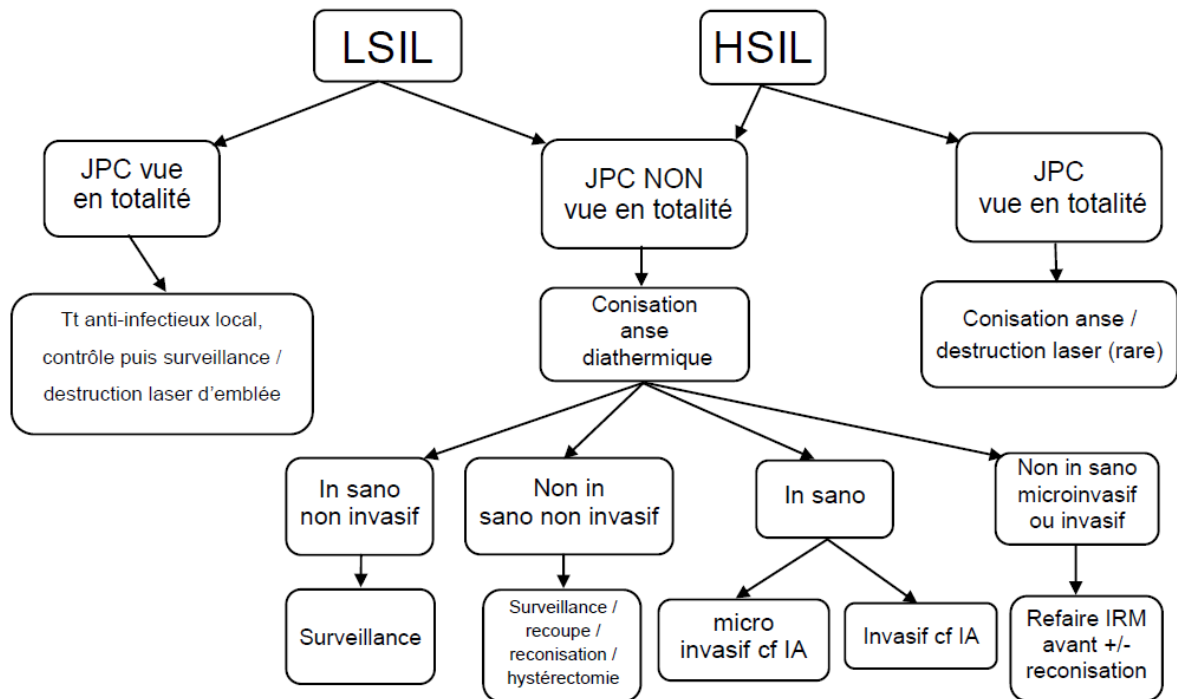 LSIL
HSIL
JPC vue
en totalité
JPC NON
vue en totalité
JPC
vue en totalité
Tt anti-infectieux local,
contrôle puis surveillance /
destruction laser d'emblée
Conisation
anse
diathermique
Conisation anse /
destruction laser (rare)
In sano
non invasif
Non in
sano non invasif
In sano
Non in sano
microinvasif
ou invasif
Surveillance
Surveillance /
recoupe /
reconisation /
hystérectomie
micro
invasif cf IA
Invasif cf IA
Refaire IRM
avant +/-
reconisation